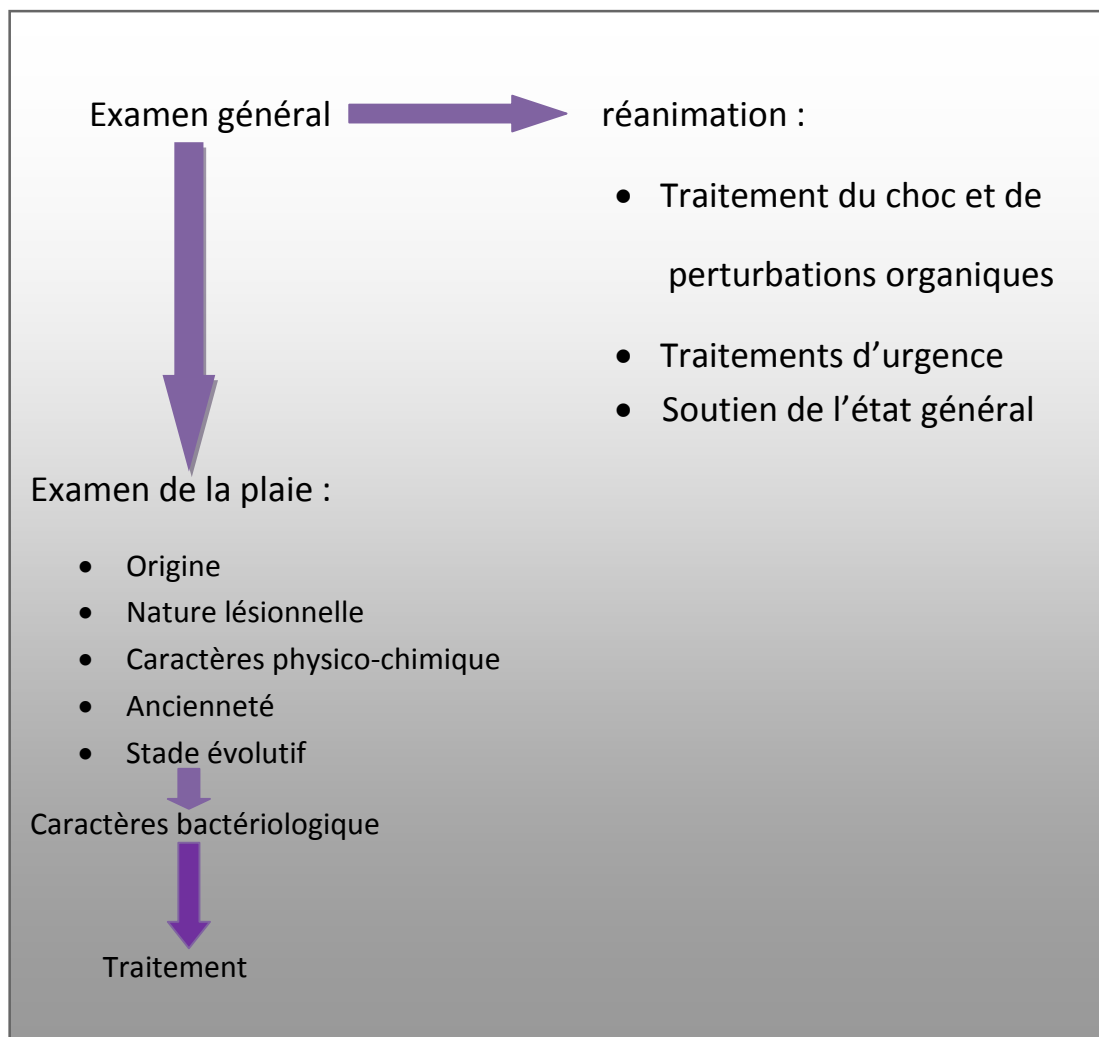 Examen général
réanimation :
• Traitement du choc et de
perturbations organiques
• Traitements d’urgence
• Soutien de l’état général
Examen de la plaie :
• Origine
• Nature lésionnelle
• Caractères physico-chimique
• Ancienneté
• Stade évolutif
Caractères bactériologique
Traitement